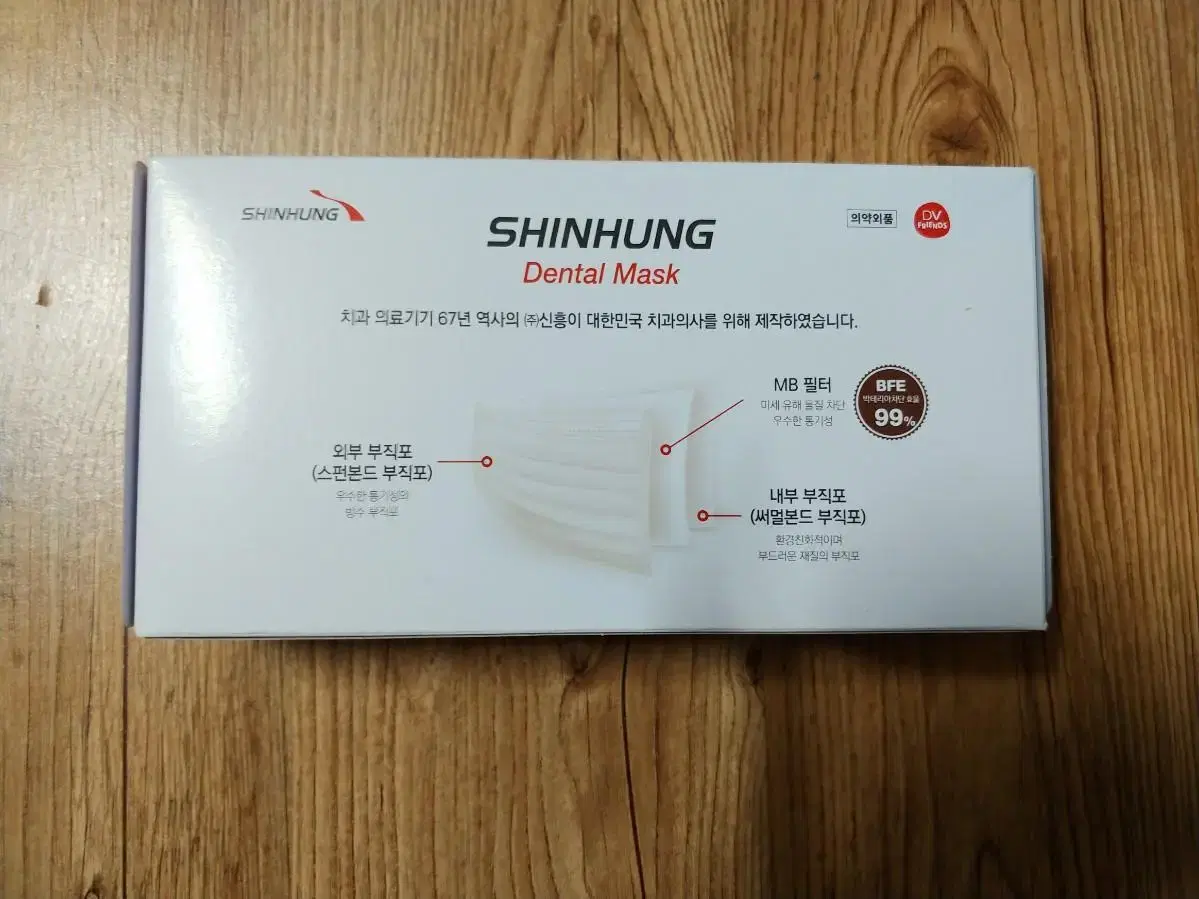 SHINHUNG
SHINHUNG
Dental Mask
의약외품
DV
FRIENDS
치과 의료기기 67년 역사의 ㈜신흥이 대한민국 치과의사를 위해 제작하였습니다.
MB 필터
미세 유해 물질 차단
우수한 통기성
BFE
박테리아차단 효율
99%
외부 부직포
(스펀본드 부직포)
우수한 통기성의
방수 부직포
내부 부직포
(써멀본드 부직포)
환경친화적이며
부드러운 재질의 부직포